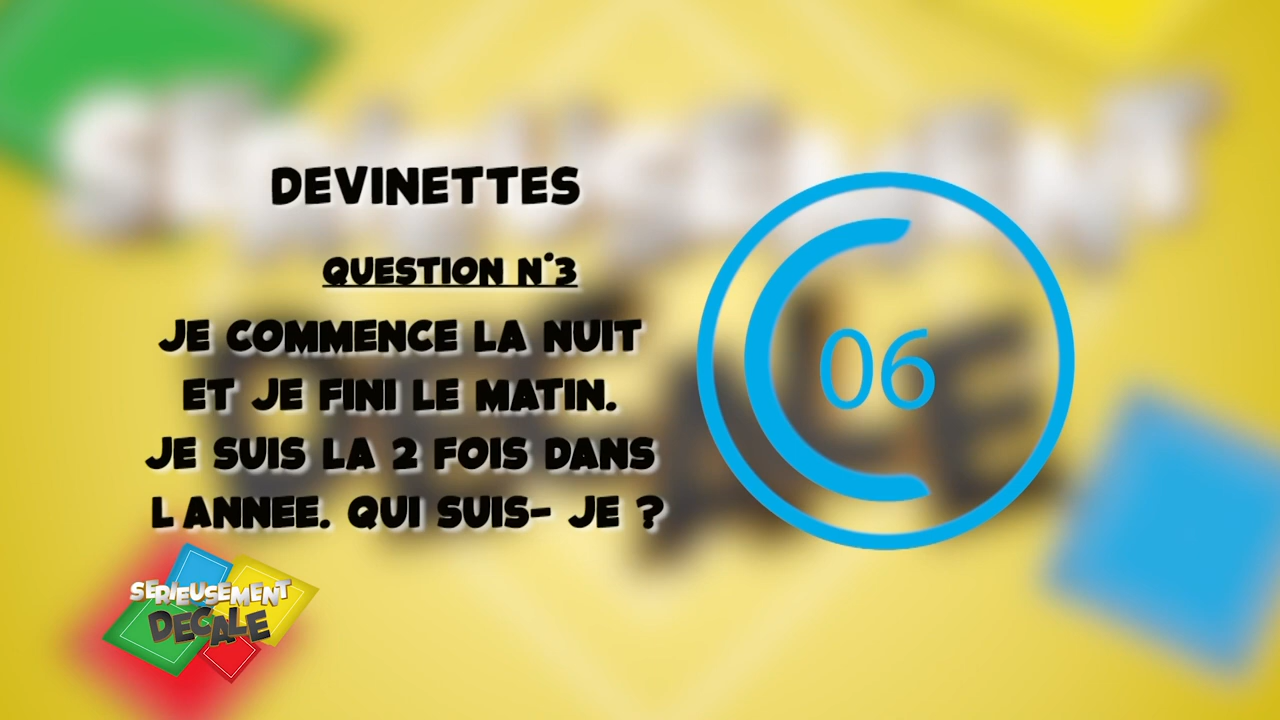 DEVINETTES
QUESTION N°3
JE COMMENCE LA NUIT
ET JE FINI LE MATIN.
JE SUIS LA 2 FOIS DANS
L ANNEE. QUI SUIS- JE ?
06
SERIEUSEMENT
DECALE